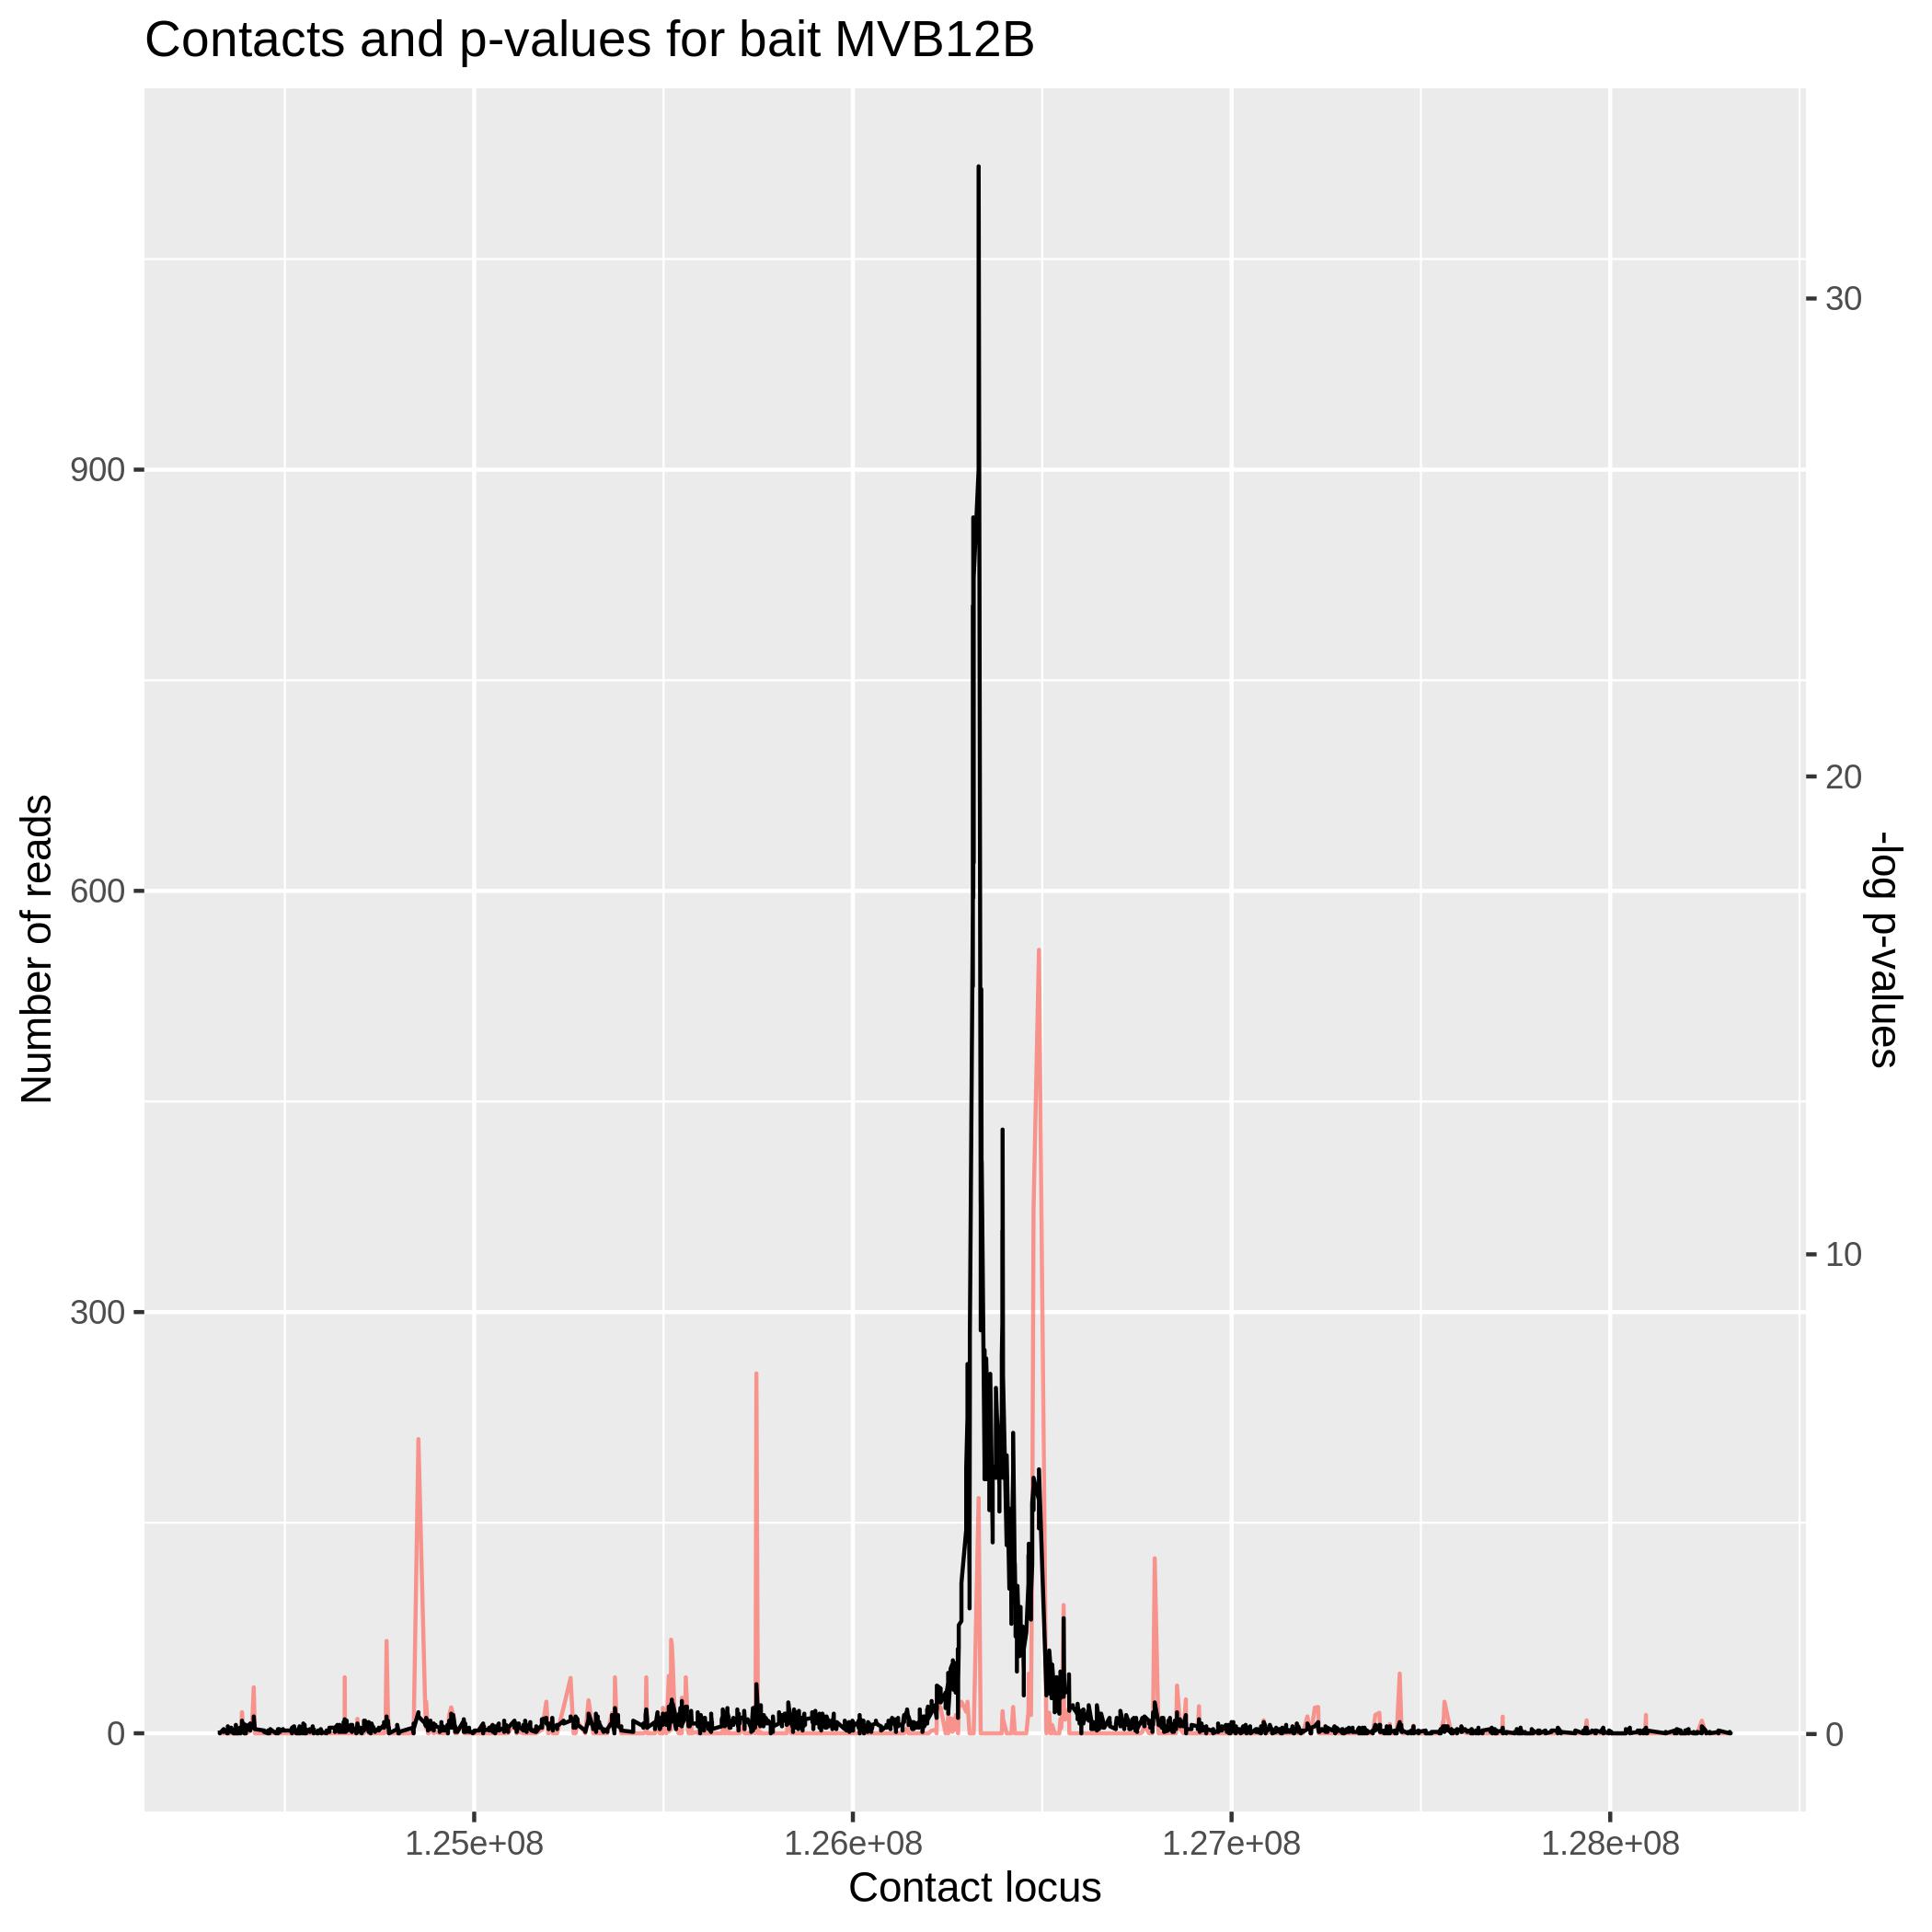 Contacts and p-values for bait MVB12B
Number of reads
900
600
300
0
30
20
10
0
-log p-values
1.25e+08
1.26e+08
1.27e+08
1.28e+08
Contact locus